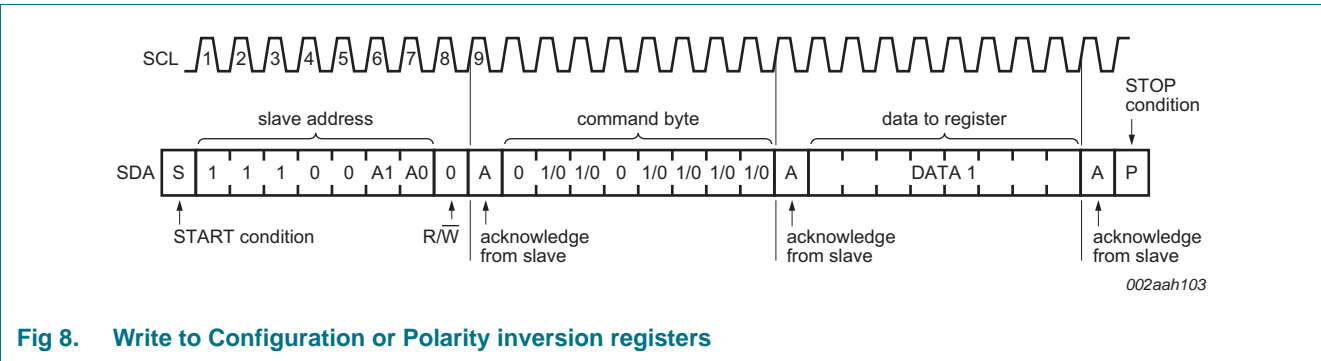 SCL 1 2 3 4 5 6 7 8 9
STOP
condition
slave address command byte data to register
SDA S 1 1 1 0 0 A1 A0 0 A 0 1/0 1/0 0 1/0 1/0 1/0 1/0 A DATA 1 A P
START condition R/W̅ acknowledge from slave acknowledge from slave acknowledge from slave
002aah103
Fig 8. Write to Configuration or Polarity inversion registers